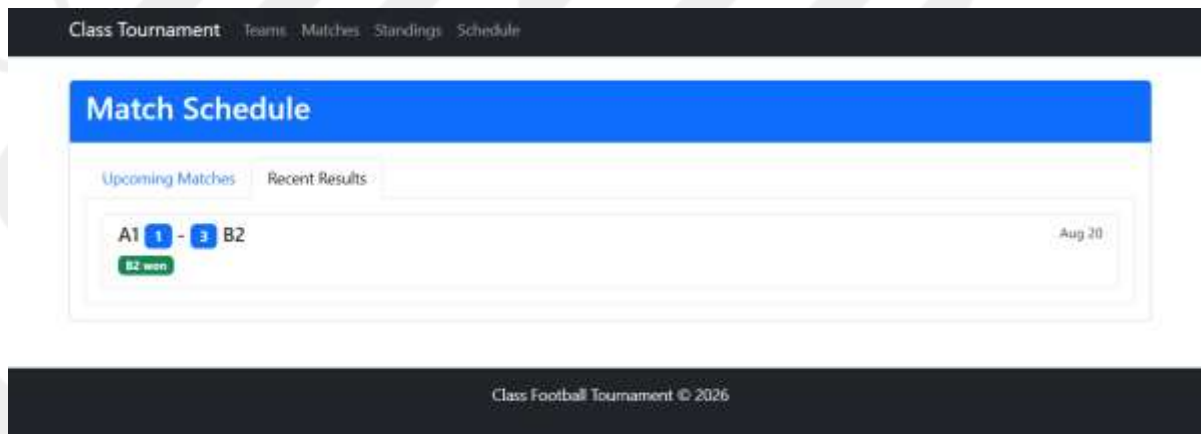 Class Tournament Teams Matches Standings Schedule
Match Schedule
Upcoming Matches Recent Results
A1 1 - 3 B2 Aug 20
B2 won
Class Football Tournament © 2026